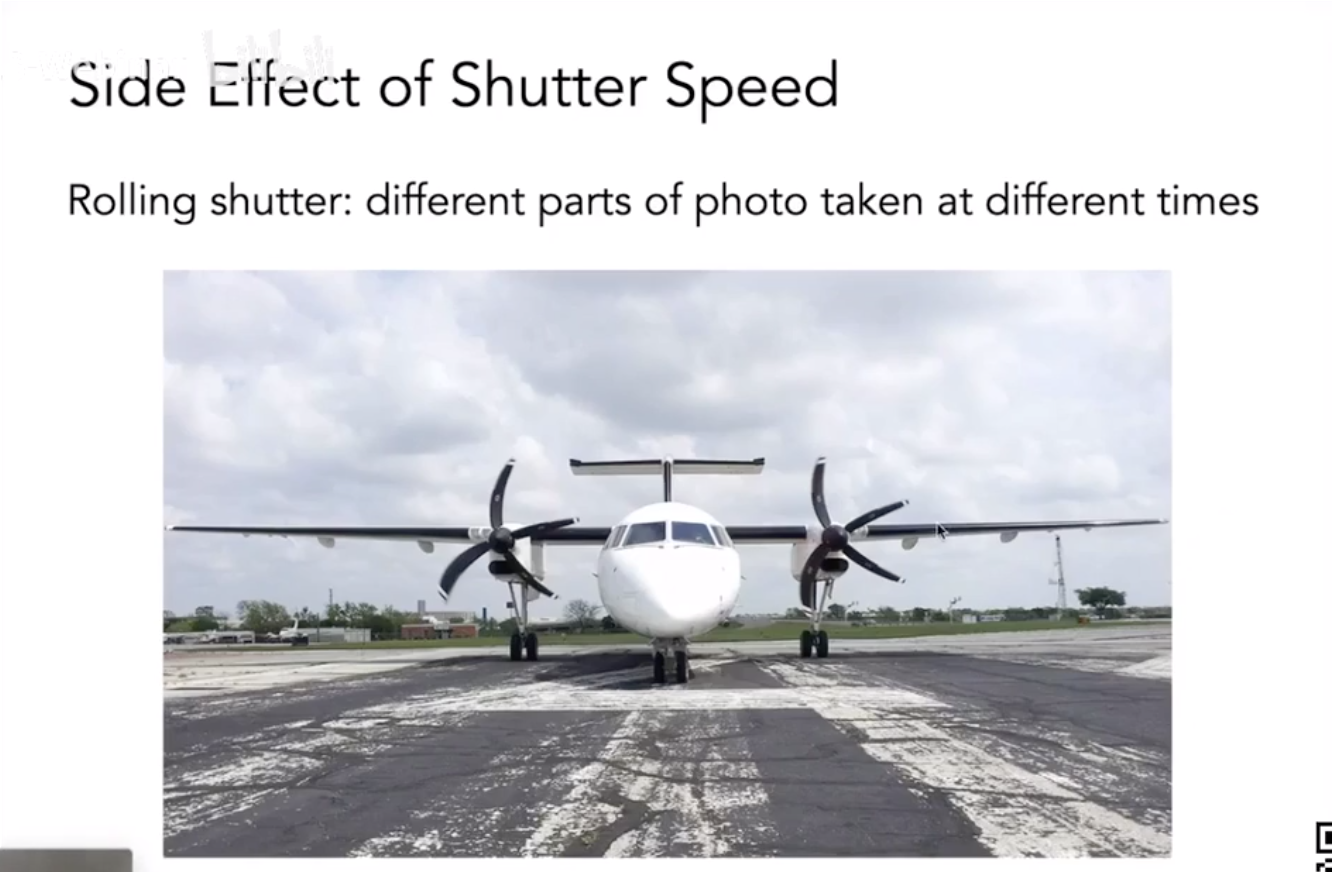 Side Effect of Shutter Speed
Rolling shutter: different parts of photo taken at different times